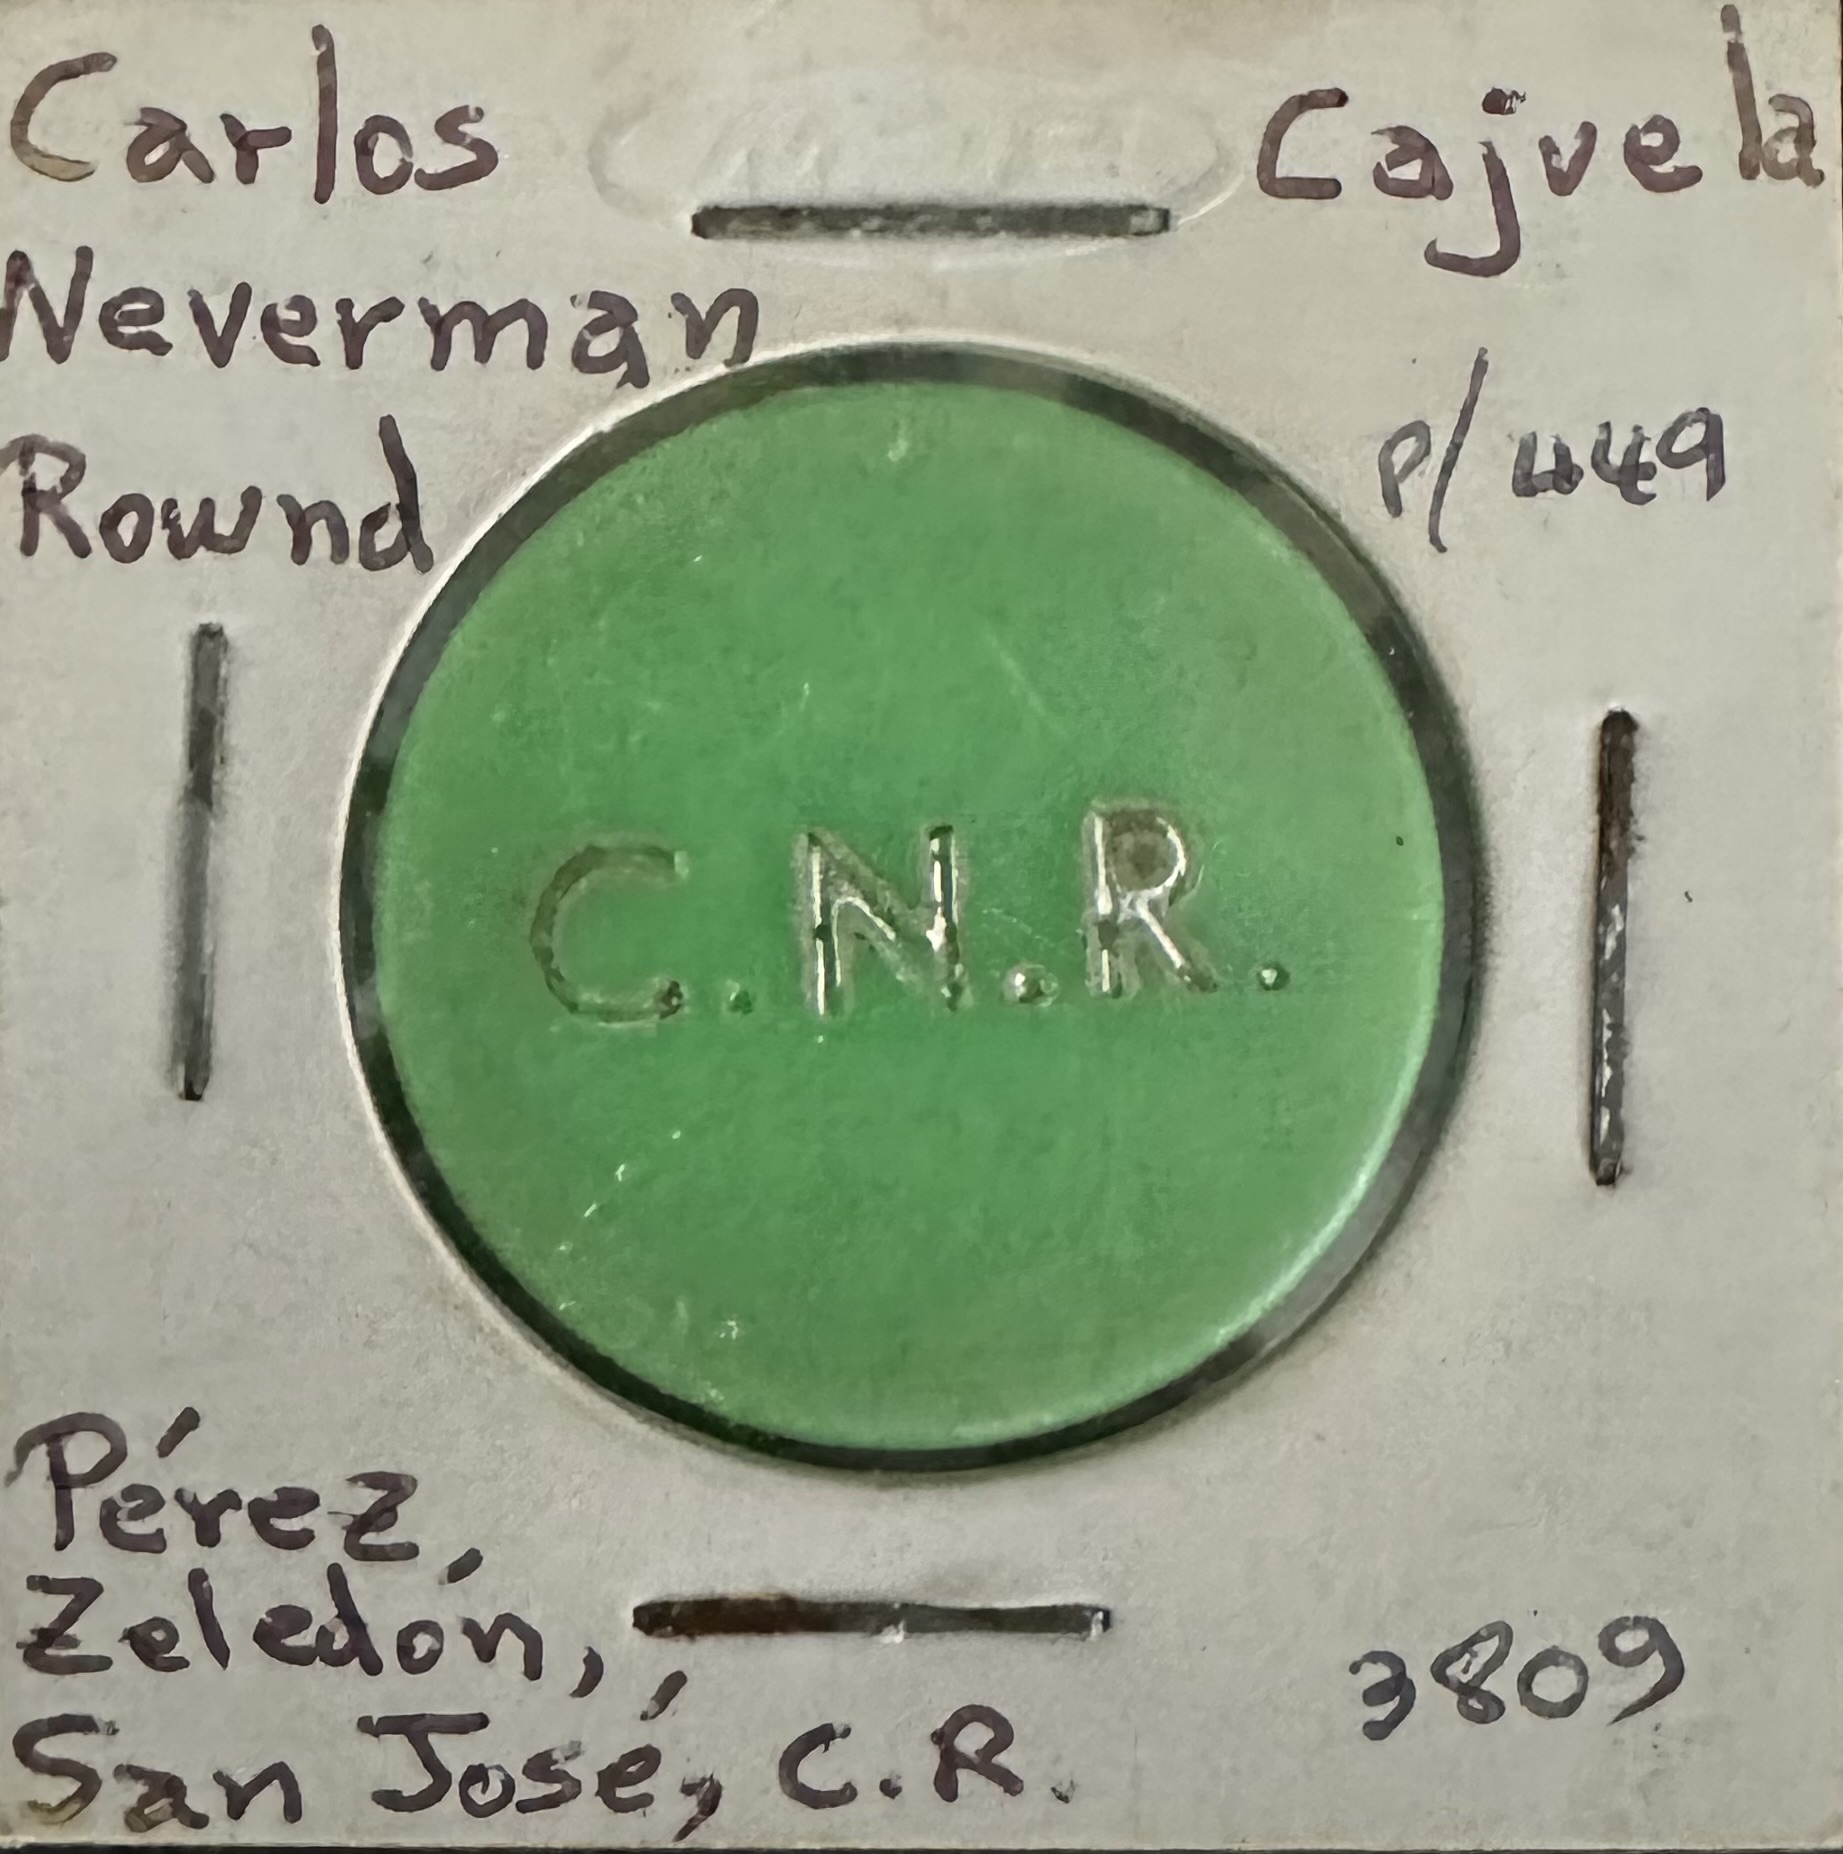 Carlos
Neverman
Rownd
Cajuela
P/449
C.N.R.
Pérez
Zeledón,
San José, C.R.
3809